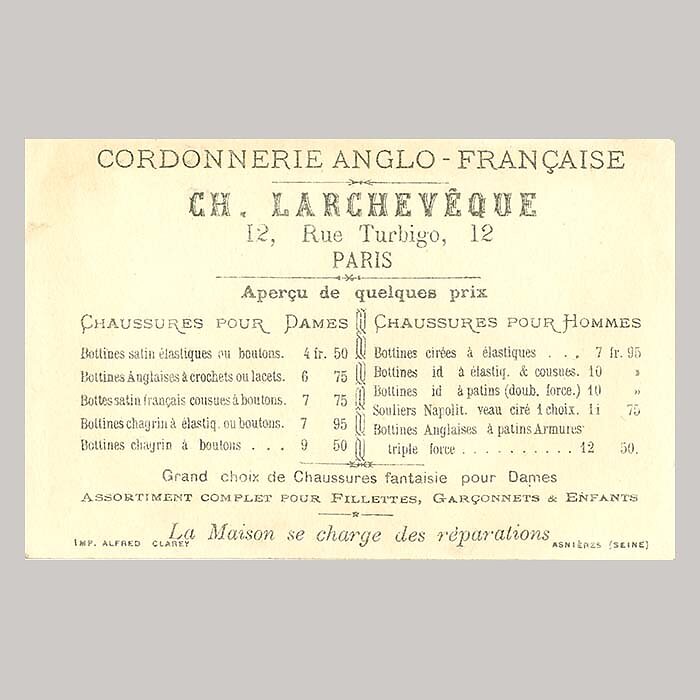 CORDONNERIE ANGLO-FRANÇAISE
CH. LARCHEVÊQUE
12, Rue Turbigo, 12
PARIS
Aperçu de quelques prix
CHAUSSURES POUR DAMES
Bottines satin élastiques ou boutons. 4 fr. 50
Bottines Anglaises à crochets ou lacets. 6 75
Bottes satin français cousues à boutons. 7 75
Bottines chagrin à élastiq. ou boutons. 7 95
Bottines chagrin à boutons . . . 9 50
CHAUSSURES POUR HOMMES
Bottines cirées à élastiques . . . 7 fr. 95
Bottines id à élastiq. & cousues. 10 »
Bottines id à patins (doub. force.) 10 »
Souliers Napolit. veau ciré 1 choix. 11 75
Bottines Anglaises à patins Armures
triple force . . . . . . . . . . 12 50.
Grand choix de Chaussures fantaisie pour Dames
ASSORTIMENT COMPLET POUR FILLETTES, GARÇONNETS & ENFANTS
La Maison se charge des réparations
IMP. ALFRED CLAREY
ASNIÈRES (SEINE)